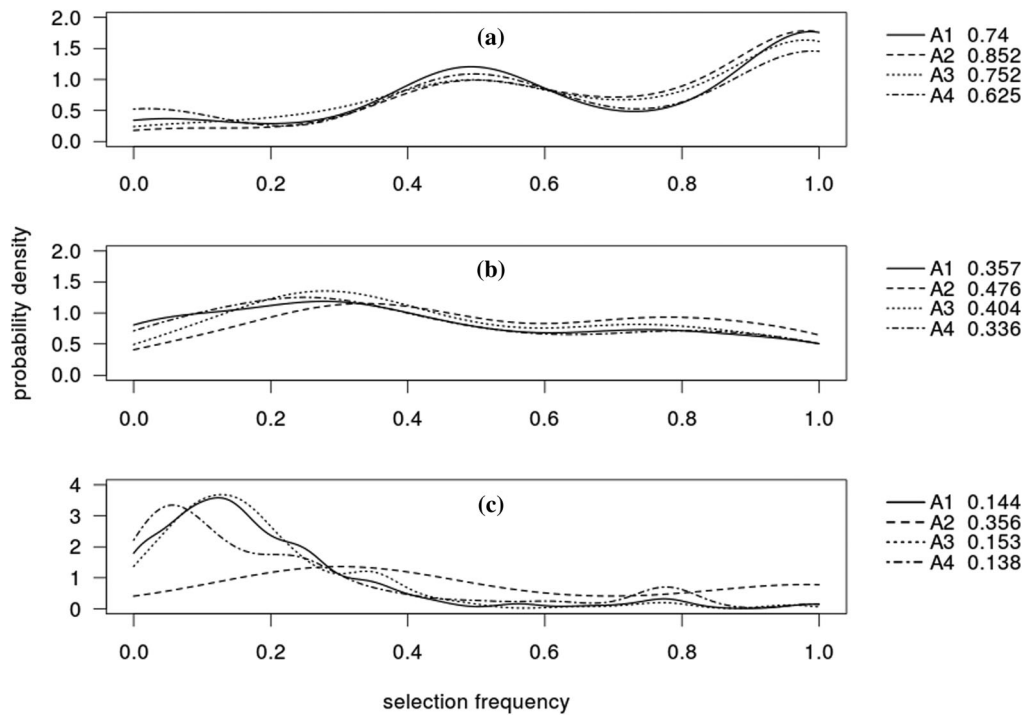 2.0
1.5
1.0
0.5
0.0
(a)
A1 0.74
A2 0.852
A3 0.752
A4 0.625
0.0 0.2 0.4 0.6 0.8 1.0
probability density
2.0
1.5
1.0
0.5
0.0
(b)
A1 0.357
A2 0.476
A3 0.404
A4 0.336
0.0 0.2 0.4 0.6 0.8 1.0
4
3
2
1
0
(c)
A1 0.144
A2 0.356
A3 0.153
A4 0.138
0.0 0.2 0.4 0.6 0.8 1.0
selection frequency